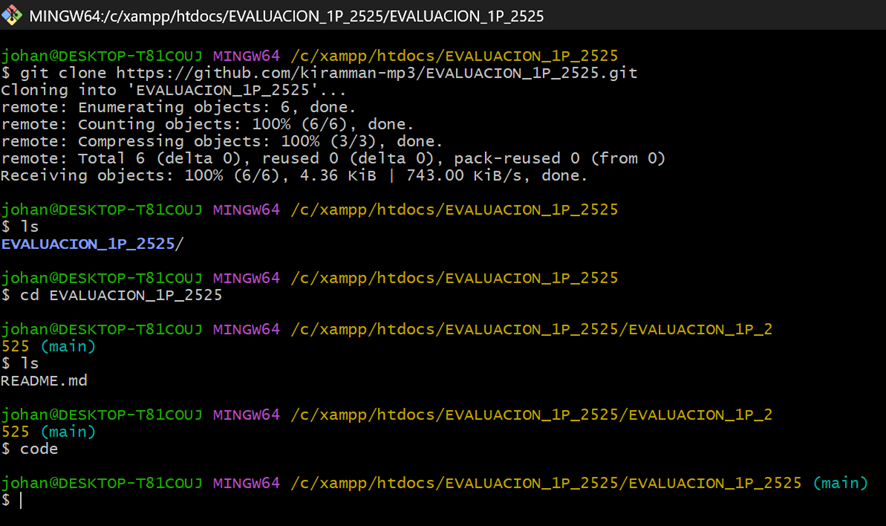 MINGW64:/c/xampp/htdocs/EVALUACION_1P_2525/EVALUACION_1P_2525
johan@DESKTOP-T81COUJ MINGW64 /c/xampp/htdocs/EVALUACION_1P_2525
$ git clone https://github.com/kiramman-mp3/EVALUACION_1P_2525.git
Cloning into 'EVALUACION_1P_2525'...
remote: Enumerating objects: 6, done.
remote: Counting objects: 100% (6/6), done.
remote: Compressing objects: 100% (3/3), done.
remote: Total 6 (delta 0), reused 0 (delta 0), pack-reused 0 (from 0)
Receiving objects: 100% (6/6), 4.36 KiB | 743.00 KiB/s, done.
johan@DESKTOP-T81COUJ MINGW64 /c/xampp/htdocs/EVALUACION_1P_2525
$ ls
EVALUACION_1P_2525/
johan@DESKTOP-T81COUJ MINGW64 /c/xampp/htdocs/EVALUACION_1P_2525
$ cd EVALUACION_1P_2525
johan@DESKTOP-T81COUJ MINGW64 /c/xampp/htdocs/EVALUACION_1P_2525/EVALUACION_1P_2
525 (main)
$ ls
README.md
johan@DESKTOP-T81COUJ MINGW64 /c/xampp/htdocs/EVALUACION_1P_2525/EVALUACION_1P_2
525 (main)
$ code
johan@DESKTOP-T81COUJ MINGW64 /c/xampp/htdocs/EVALUACION_1P_2525/EVALUACION_1P_2525 (main)
$